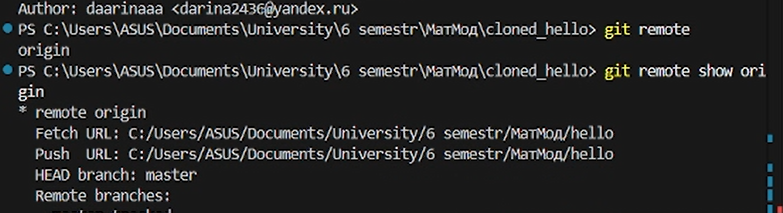 Author: daarinaaa <darina2436@yandex.ru>
PS C:\Users\ASUS\Documents\University\6 semestr\МатМод\cloned_hello> git remote
origin
PS C:\Users\ASUS\Documents\University\6 semestr\МатМод\cloned_hello> git remote show ori
gin
* remote origin
  Fetch URL: C:/Users/ASUS/Documents/University/6 semestr/МатМод/hello
  Push  URL: C:/Users/ASUS/Documents/University/6 semestr/МатМод/hello
  HEAD branch: master
  Remote branches: